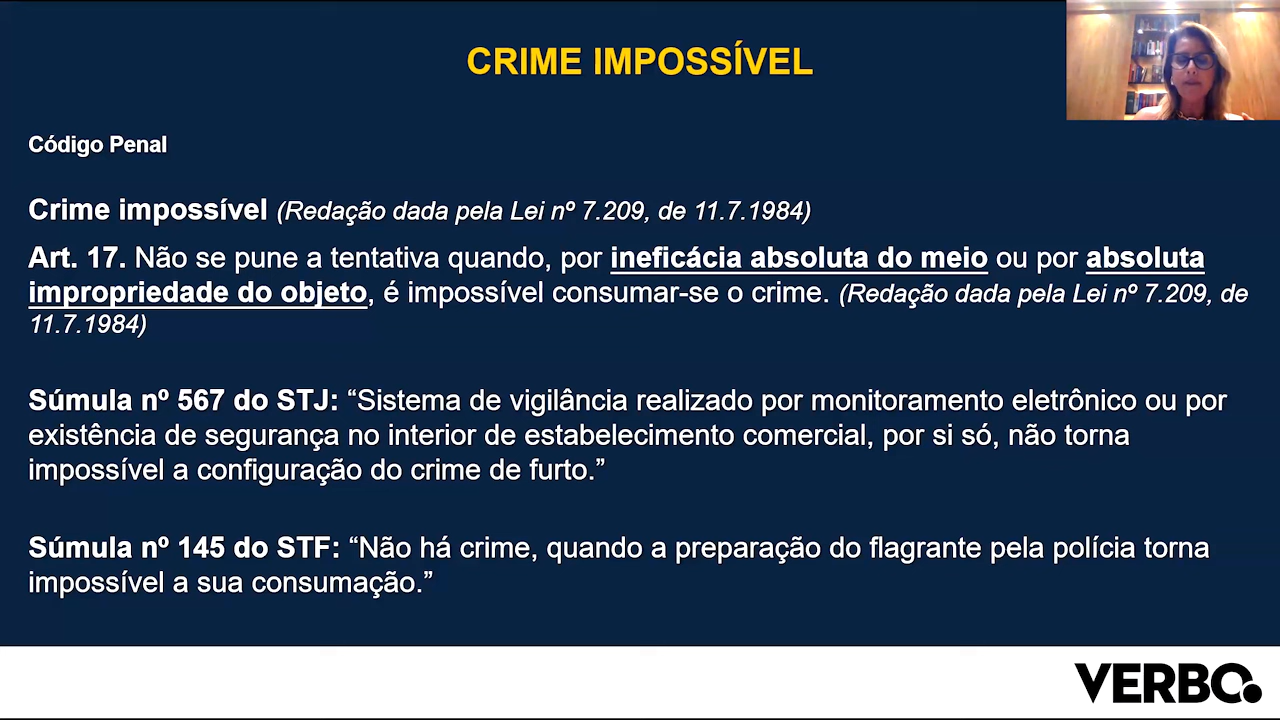 CRIME IMPOSSÍVEL
Código Penal
Crime impossível (Redação dada pela Lei nº 7.209, de 11.7.1984)
Art. 17. Não se pune a tentativa quando, por ineficácia absoluta do meio ou por absoluta
impropriedade do objeto, é impossível consumar-se o crime. (Redação dada pela Lei nº 7.209, de
11.7.1984)
Súmula nº 567 do STJ: “Sistema de vigilância realizado por monitoramento eletrônico ou por
existência de segurança no interior de estabelecimento comercial, por si só, não torna
impossível a configuração do crime de furto.”
Súmula nº 145 do STF: “Não há crime, quando a preparação do flagrante pela polícia torna
impossível a sua consumação.”
VERBO.